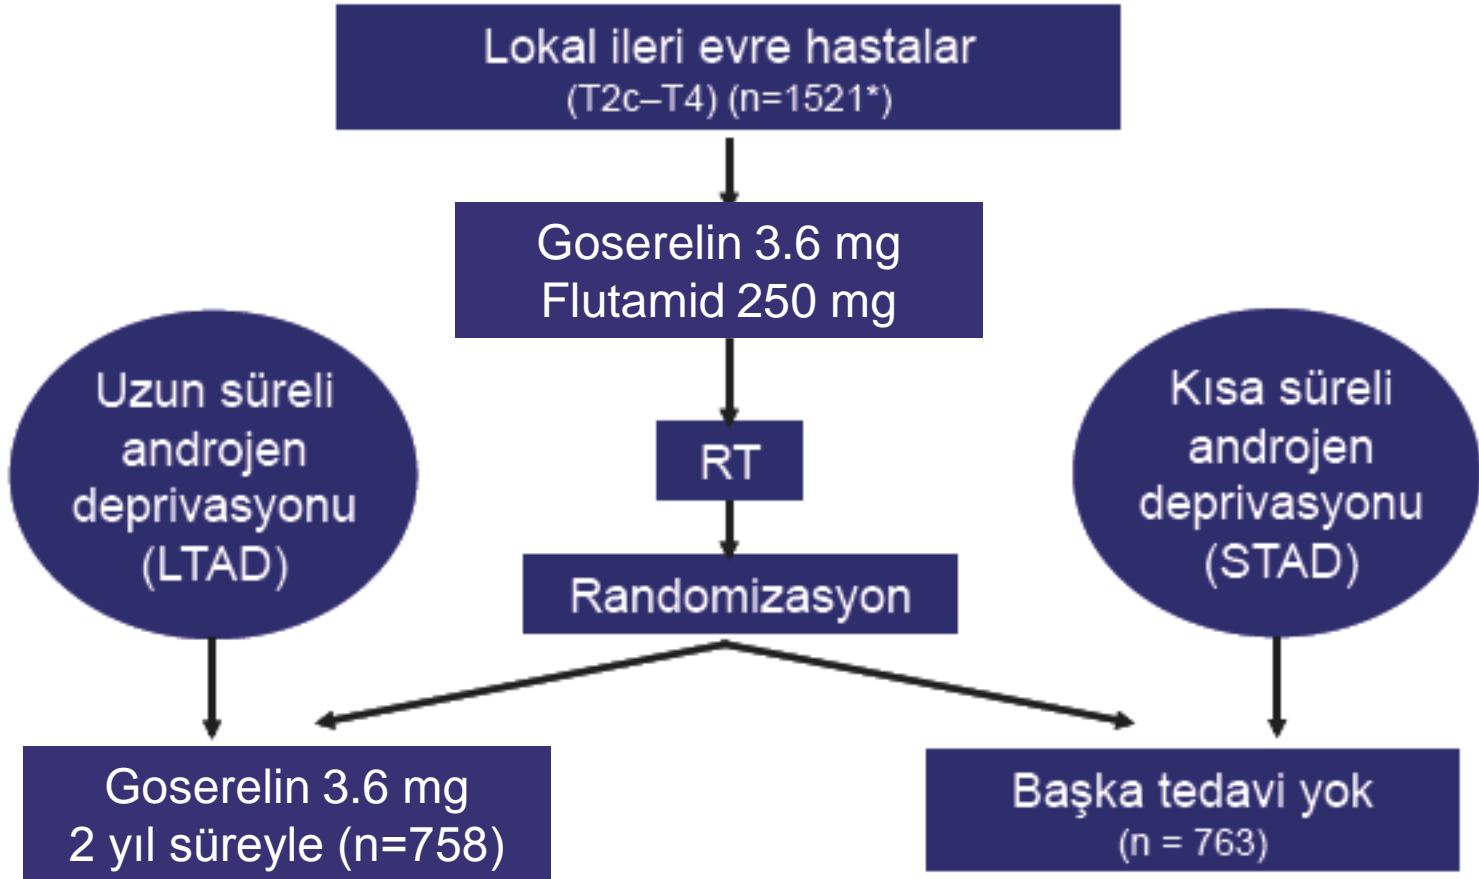 Lokal ileri evre hastalar
(T2c–T4) (n=1521*)
Goserelin 3.6 mg
Flutamid 250 mg
Uzun süreli
androjen
deprivasyonu
(LTAD)
RT
Kısa süreli
androjen
deprivasyonu
(STAD)
Randomizasyon
Goserelin 3.6 mg
2 yıl süreyle (n=758)
Başka tedavi yok
(n = 763)